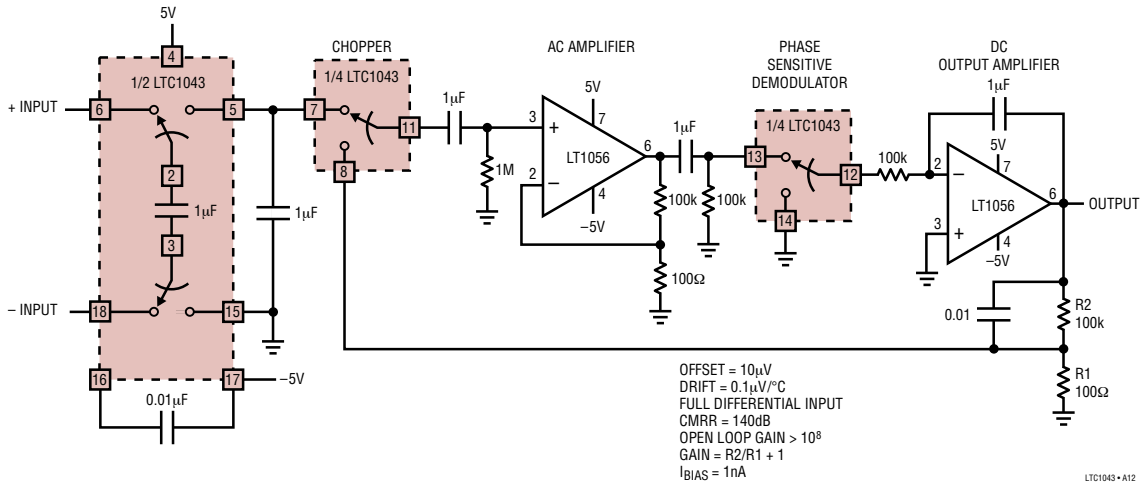 5V
4
1/2 LTC1043
+ INPUT
6
5
2
1µF
3
1µF
– INPUT
18
15
16
17
–5V
0.01µF
CHOPPER
1/4 LTC1043
7
11
8
1µF
1M
AC AMPLIFIER
5V
7
3
+
LT1056
6
2
–
4
–5V
1µF
100k
100k
100Ω
PHASE
SENSITIVE
DEMODULATOR
1/4 LTC1043
13
12
14
100k
DC
OUTPUT AMPLIFIER
1µF
5V
7
2
–
LT1056
6
OUTPUT
3
+
4
–5V
0.01
R2
100k
R1
100Ω
OFFSET = 10µV
DRIFT = 0.1µV/°C
FULL DIFFERENTIAL INPUT
CMRR = 140dB
OPEN LOOP GAIN > 10⁸
GAIN = R2/R1 + 1
I_BIAS = 1nA
LTC1043 • A12